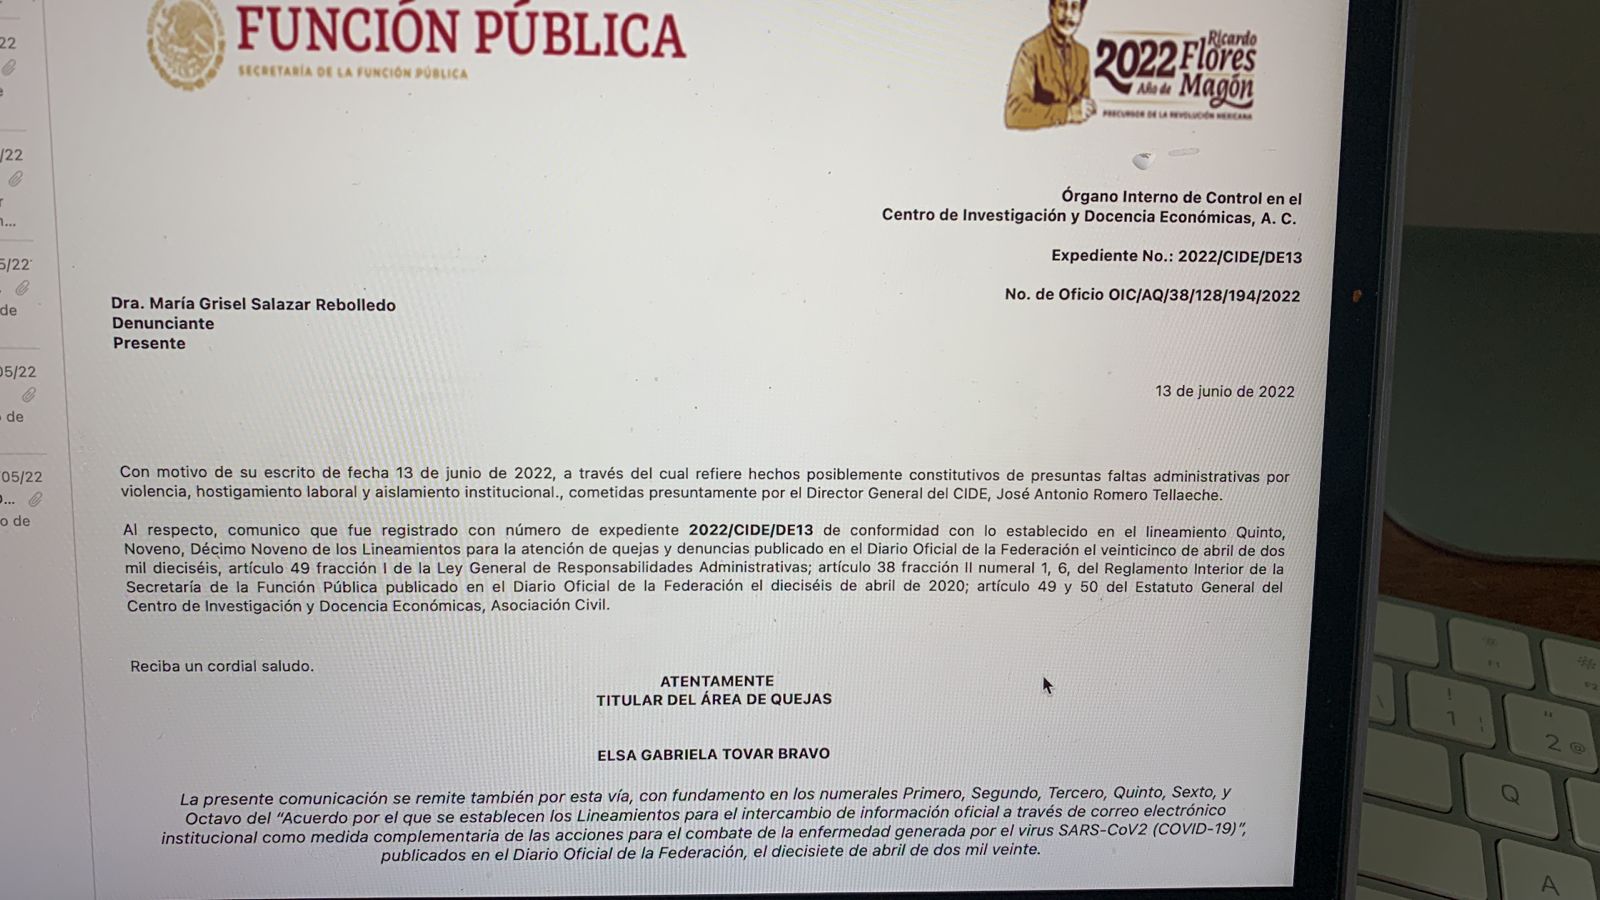 FUNCIÓN PÚBLICA
SECRETARÍA DE LA FUNCIÓN PÚBLICA
2022 Ricardo
Flores
Año de Magón
PRECURSOR DE LA REVOLUCIÓN MEXICANA
22
/22
5/22
de
05/22
de
05/22
o de
Órgano Interno de Control en el
Centro de Investigación y Docencia Económicas, A. C.
Expediente No.: 2022/CIDE/DE13
No. de Oficio OIC/AQ/38/128/194/2022
Dra. María Grisel Salazar Rebolledo
Denunciante
Presente
13 de junio de 2022
Con motivo de su escrito de fecha 13 de junio de 2022, a través del cual refiere hechos posiblemente constitutivos de presuntas faltas administrativas por
violencia, hostigamiento laboral y aislamiento institucional., cometidas presuntamente por el Director General del CIDE, José Antonio Romero Tellaeche.
Al respecto, comunico que fue registrado con número de expediente 2022/CIDE/DE13 de conformidad con lo establecido en el lineamiento Quinto,
Noveno, Décimo Noveno de los Lineamientos para la atención de quejas y denuncias publicado en el Diario Oficial de la Federación el veinticinco de abril de dos
mil dieciséis, artículo 49 fracción I de la Ley General de Responsabilidades Administrativas; artículo 38 fracción II numeral 1, 6, del Reglamento Interior de la
Secretaría de la Función Pública publicado en el Diario Oficial de la Federación el dieciséis de abril de 2020; artículo 49 y 50 del Estatuto General del
Centro de Investigación y Docencia Económicas, Asociación Civil.
Reciba un cordial saludo.
ATENTAMENTE
TITULAR DEL ÁREA DE QUEJAS
ELSA GABRIELA TOVAR BRAVO
La presente comunicación se remite también por esta vía, con fundamento en los numerales Primero, Segundo, Tercero, Quinto, Sexto, y
Octavo del “Acuerdo por el que se establecen los Lineamientos para el intercambio de información oficial a través de correo electrónico
institucional como medida complementaria de las acciones para el combate de la enfermedad generada por el virus SARS-CoV2 (COVID-19)”,
publicados en el Diario Oficial de la Federación, el diecisiete de abril de dos mil veinte.
F1
#
F2
! 1
" 2 @
Q
A